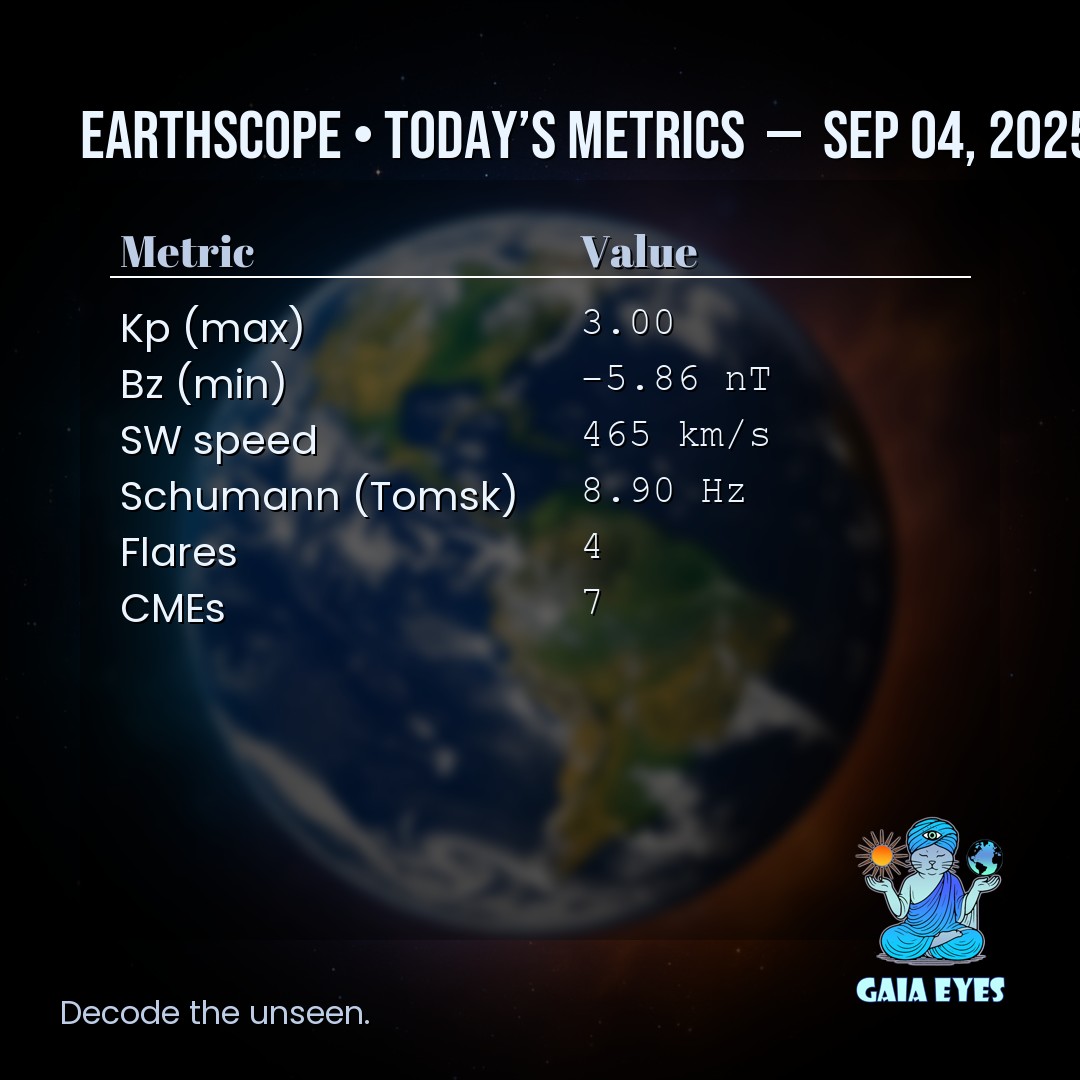 EARTHSCOPE • TODAY’S METRICS — SEP 04, 2025
Metric Value
Kp (max) 3.00
Bz (min) −5.86 nT
SW speed 465 km/s
Schumann (Tomsk) 8.90 Hz
Flares 4
CMEs 7
GAIA EYES
Decode the unseen.